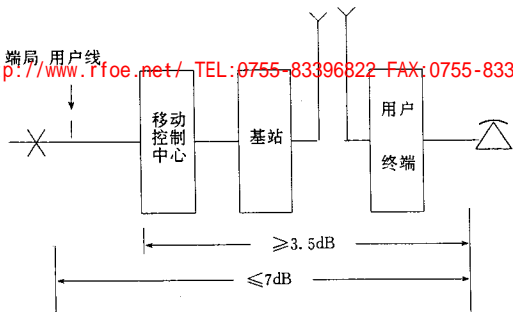 端局 用户线
p://www.rfoe.net/ TEL:0755-83396822 FAX:0755-833
移动
控制
中心
基站
用户
终端
≥3.5dB
≤7dB